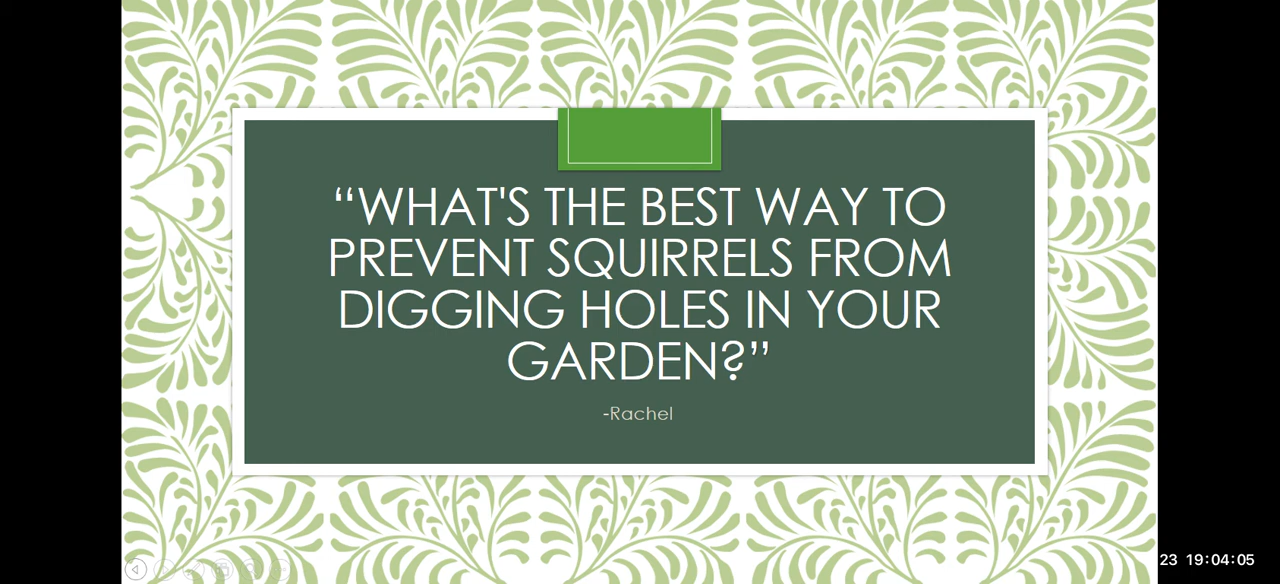 “WHAT'S THE BEST WAY TO
PREVENT SQUIRRELS FROM
DIGGING HOLES IN YOUR
GARDEN?”
-Rachel
23 19:04:05